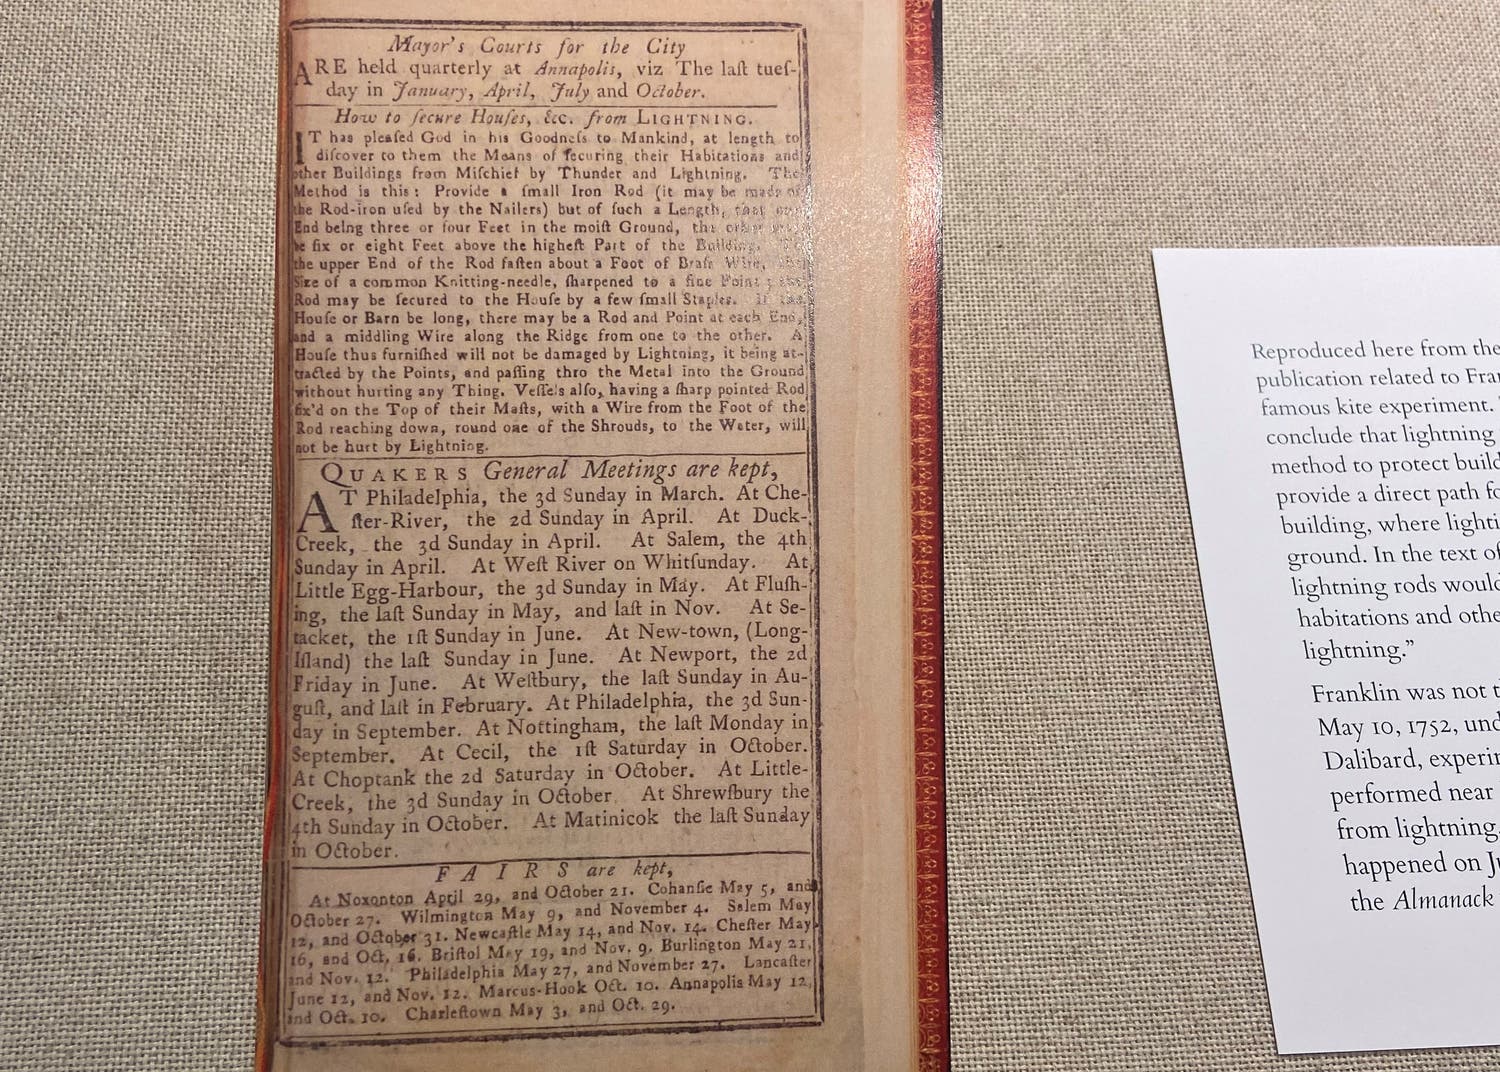 Mayor's Courts for the City
ARE held quarterly at Annapolis, viz The laſt tueſ-
day in January, April, July and October.
How to ſecure Houſes, &c. from LIGHTNING.
IT has pleaſed God in his Goodneſs to Mankind, at length to
diſcover to them the Means of ſecuring their Habitations and
other Buildings from Miſchief by Thunder and Lightning. The
Method is this: Provide a ſmall Iron Rod (it may be made of
the Rod-iron uſed by the Nailers) but of ſuch a Length, that one
End being three or four Feet in the moiſt Ground, the other may
be ſix or eight Feet above the higheſt Part of the Building. To
the upper End of the Rod faſten about a Foot of Braſs Wire, the
Size of a common Knitting-needle, ſharpened to a fine Point; the
Rod may be ſecured to the Houſe by a few ſmall Staples. If the
Houſe or Barn be long, there may be a Rod and Point at each End,
and a middling Wire along the Ridge from one to the other. A
Houſe thus furniſhed will not be damaged by Lightning, it being at-
tracted by the Points, and paſſing thro the Metal into the Ground
without hurting any Thing. Veſſels alſo, having a ſharp pointed Rod
fix'd on the Top of their Maſts, with a Wire from the Foot of the
Rod reaching down, round one of the Shrouds, to the Water, will
not be hurt by Lightning.
QUAKERS General Meetings are kept,
AT Philadelphia, the 3d Sunday in March. At Che-
ſter-River, the 2d Sunday in April. At Duck-
Creek, the 3d Sunday in April. At Salem, the 4th
Sunday in April. At Weſt River on Whitſunday. At
Little Egg-Harbour, the 3d Sunday in May. At Fluſh-
ing, the laſt Sunday in May, and laſt in Nov. At Se-
tacket, the 1ſt Sunday in June. At New-town, (Long-
Iſland) the laſt Sunday in June. At Newport, the 2d
Friday in June. At Weſtbury, the laſt Sunday in Au-
guſt, and laſt in February. At Philadelphia, the 3d Sun-
day in September. At Nottingham, the laſt Monday in
September. At Cecil, the 1ſt Saturday in October.
At Choptank the 2d Saturday in October. At Little-
Creek, the 3d Sunday in October. At Shrewſbury the
4th Sunday in October. At Matinicok the laſt Sunday
in October.
FAIRS are kept,
At Noxonton April 29, and October 21. Cohanſie May 5, and
October 27. Wilmington May 9, and November 4. Salem May
12, and October 31. Newcaſtle May 14, and Nov. 14. Cheſter May
16, and Oct, 16. Briſtol May 19, and Nov. 9. Burlington May 21,
and Nov. 12. Philadelphia May 27, and November 27. Lancaſter
June 12, and Nov. 12. Marcus-Hook Oct. 10. Annapolis May 12,
and Oct. 10. Charleſtown May 3, and Oct. 29.
Reproduced here from the
publication related to
famous kite experiment.
conclude that lightning
method to protect
provide a direct path
building, where
ground. In the text
lightning rods
habitations and
lightning.”
Franklin was not
May 10, 1752,
Dalibard,
performed near
from lightning.
happened on
the Almanack